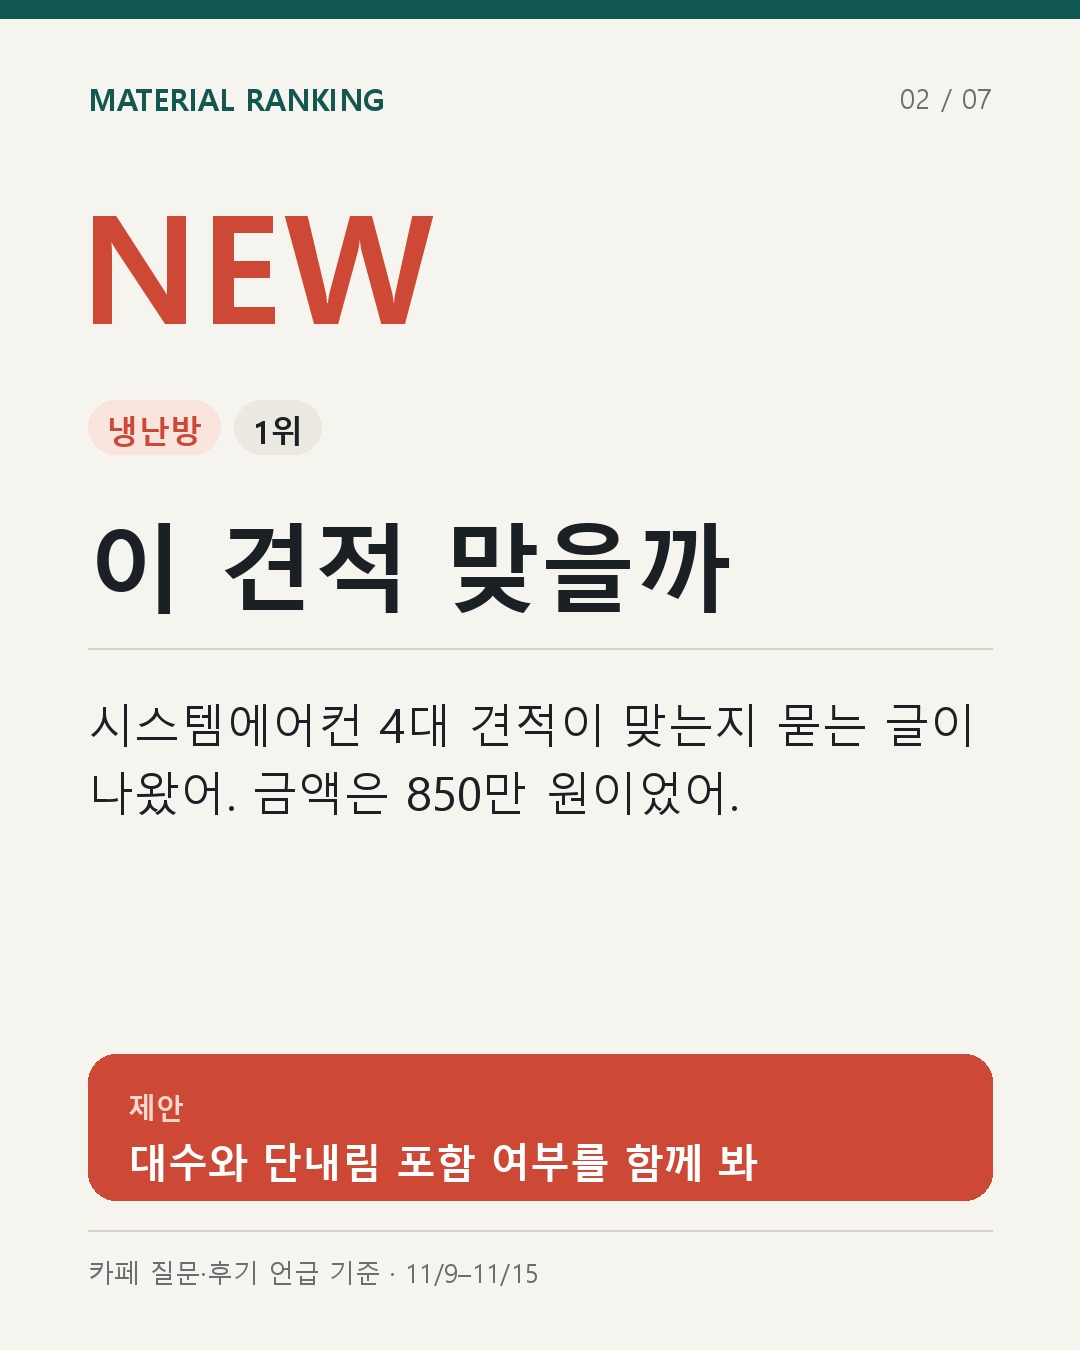 MATERIAL RANKING
02 / 07
NEW
냉난방
1위
이 견적 맞을까
시스템에어컨 4대 견적이 맞는지 묻는 글이
나왔어. 금액은 850만 원이었어.
제안
대수와 단내림 포함 여부를 함께 봐
카페 질문·후기 언급 기준 · 11/9–11/15